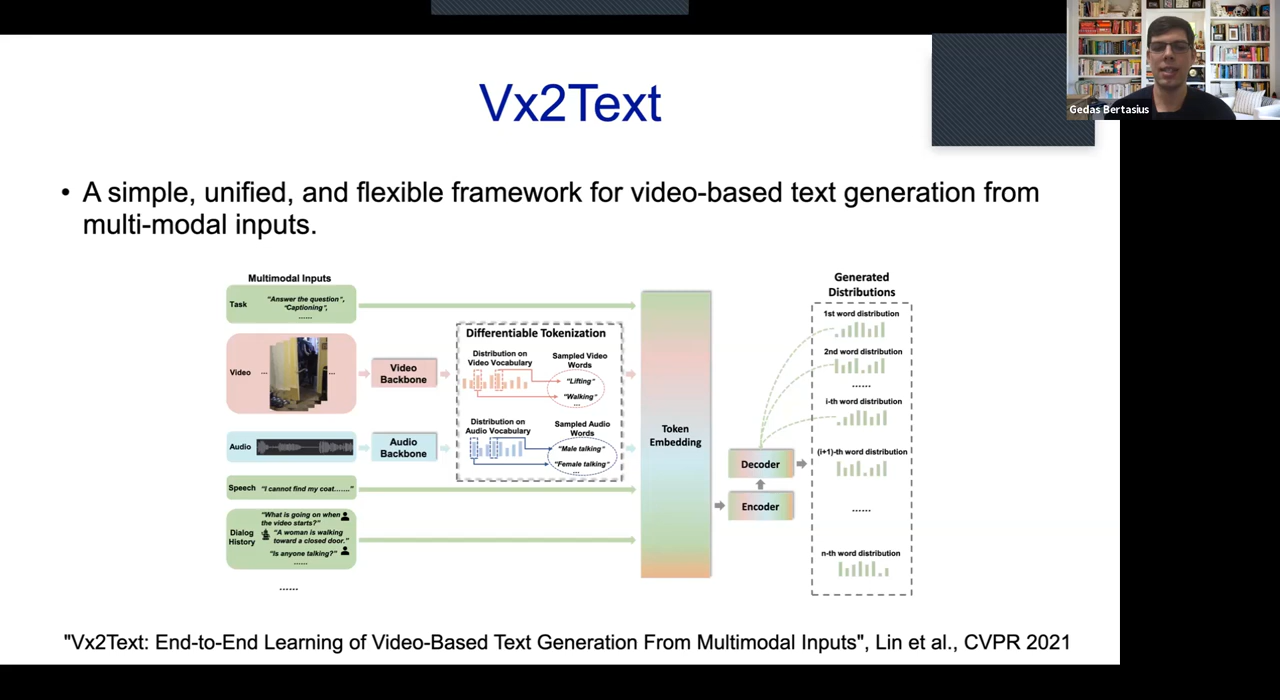 Gedas Bertasius
Vx2Text
• A simple, unified, and flexible framework for video-based text generation from
multi-modal inputs.
Multimodal Inputs
Task
"Answer the question",
"Captioning",
......
Video
...
...
Audio
Speech
"I cannot find my coat......."
Dialog
History
"What is going on when
the video starts?"
"A woman is walking
toward a closed door."
"Is anyone talking?"
......
......
Video
Backbone
Audio
Backbone
Differentiable Tokenization
Distribution on
Video Vocabulary
Sampled Video
Words
"Lifting"
"Walking"
...
Distribution on
Audio Vocabulary
Sampled Audio
Words
"Male talking"
"Female talking"
...
Token
Embedding
Decoder
Encoder
Generated
Distributions
1st word distribution
2nd word distribution
......
i-th word distribution
(i+1)-th word distribution
......
n-th word distribution
"Vx2Text: End-to-End Learning of Video-Based Text Generation From Multimodal Inputs", Lin et al., CVPR 2021